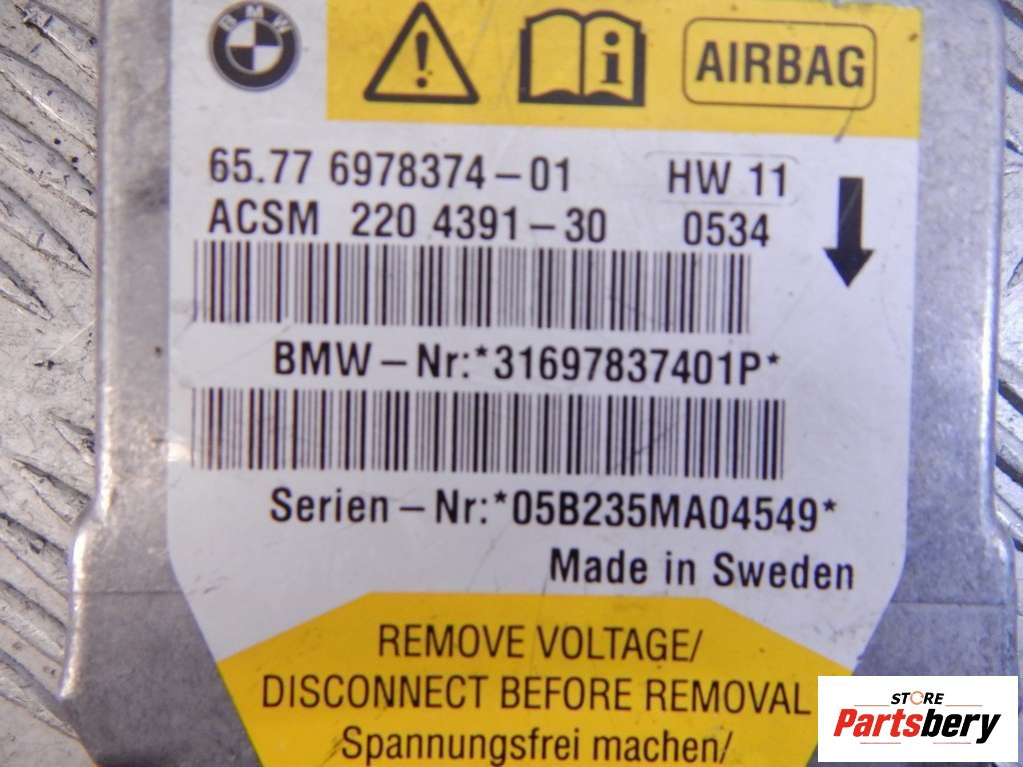 BMW
AIRBAG
65.77 6978374-01 HW 11
ACSM 220 4391-30 0534
BMW-Nr:*31697837401P*
Serien-Nr:*05B235MA04549*
Made in Sweden
REMOVE VOLTAGE/
DISCONNECT BEFORE REMOVAL
Spannungsfrei machen/
STORE
Partsbery